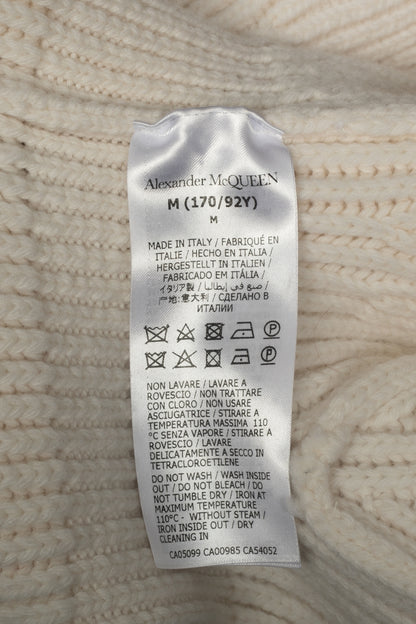 Alexander McQUEEN
M (170/92Y)
M
MADE IN ITALY / FABRIQUÉ EN
ITALIE / HECHO EN ITALIA /
HERGESTELLT IN ITALIEN /
FABRICADO EM ITÁLIA /
イタリア製 / صنع في إيطاليا /
产地:意大利 / СДЕЛАНО В
ИТАЛИИ
NON LAVARE / LAVARE A
ROVESCIO / NON TRATTARE
CON CLORO / NON USARE
ASCIUGATRICE / STIRARE A
TEMPERATURA MASSIMA 110
°C SENZA VAPORE / STIRARE A
ROVESCIO / LAVARE
DELICATAMENTE A SECCO IN
TETRACLOROETILENE
DO NOT WASH / WASH INSIDE
OUT / DO NOT BLEACH / DO
NOT TUMBLE DRY / IRON AT
MAXIMUM TEMPERATURE
110°C - WITHOUT STEAM /
IRON INSIDE OUT / DRY
CLEANING IN
CA05099 CA00985 CA54052